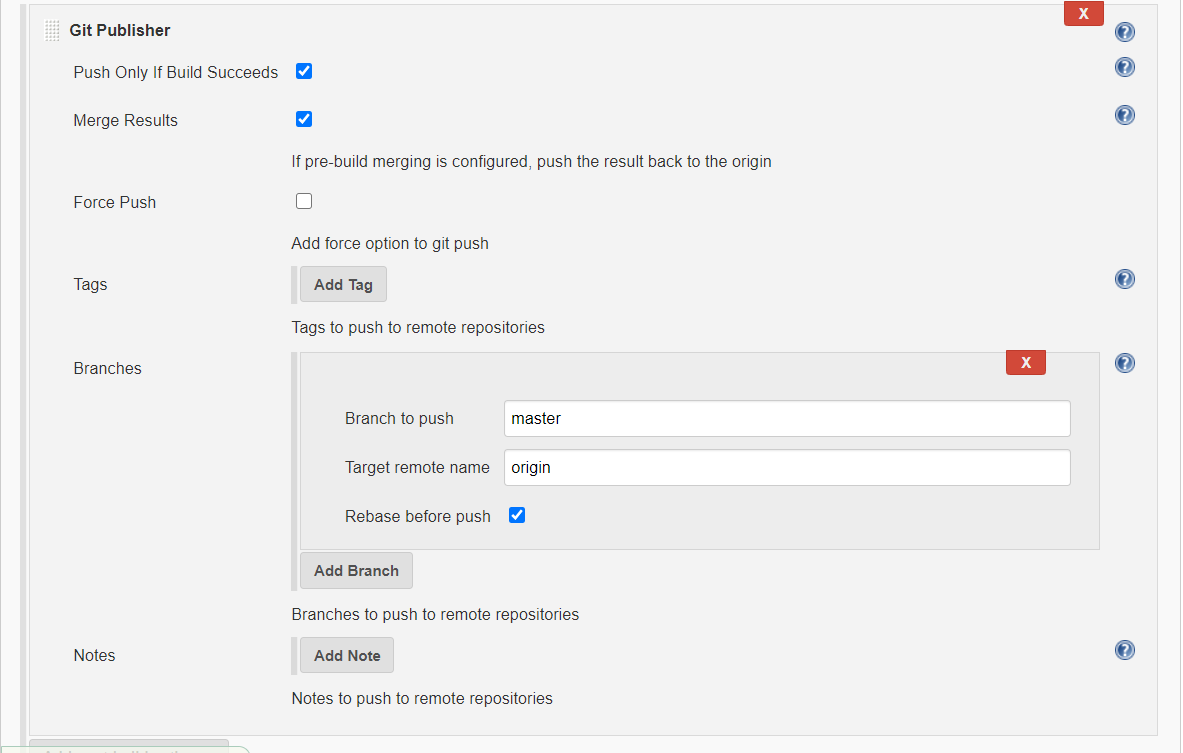 X
Git Publisher
Push Only If Build Succeeds
Merge Results
If pre-build merging is configured, push the result back to the origin
Force Push
Add force option to git push
Tags
Add Tag
Tags to push to remote repositories
Branches
X
Branch to push
master
Target remote name
origin
Rebase before push
Add Branch
Branches to push to remote repositories
Notes
Add Note
Notes to push to remote repositories